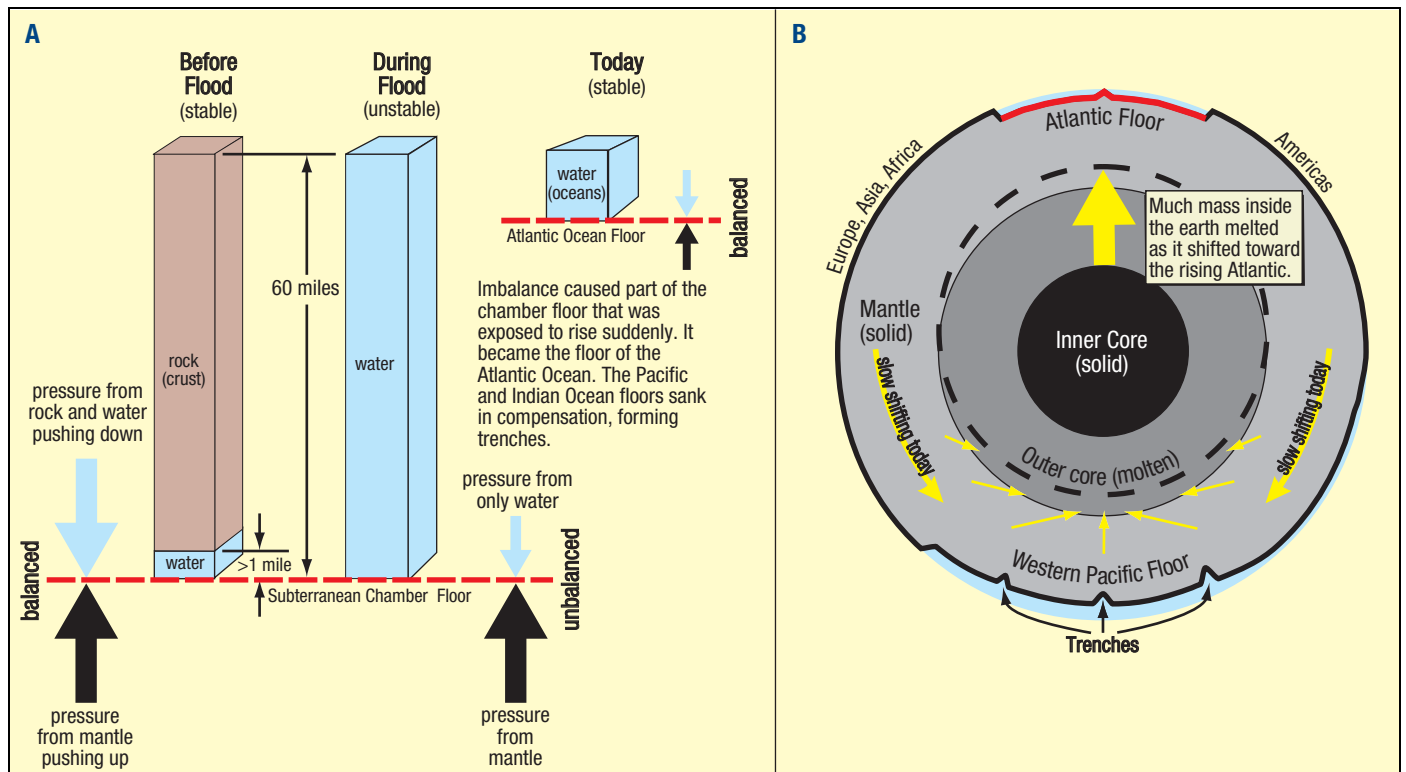 A
Before
Flood
(stable)
During
Flood
(unstable)
Today
(stable)
60 miles
rock
(crust)
water
>1 mile
water
water
(oceans)
Atlantic Ocean Floor
balanced
Imbalance caused part of the
chamber floor that was
exposed to rise suddenly. It
became the floor of the
Atlantic Ocean. The Pacific
and Indian Ocean floors sank
in compensation, forming
trenches.
pressure from
rock and water
pushing down
balanced
pressure from
only water
unbalanced
Subterranean Chamber Floor
pressure
from mantle
pushing up
pressure
from
mantle
B
Atlantic Floor
Europe, Asia, Africa
Americas
Much mass inside
the earth melted
as it shifted toward
the rising Atlantic.
Mantle
(solid)
Inner Core
(solid)
slow shifting today
slow shifting today
Outer core (molten)
Western Pacific Floor
Trenches